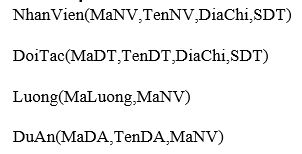 NhanVien(MaNV,TenNV,DiaChi,SDT)
DoiTac(MaDT,TenDT,DiaChi,SDT)
Luong(MaLuong,MaNV)
DuAn(MaDA,TenDA,MaNV)